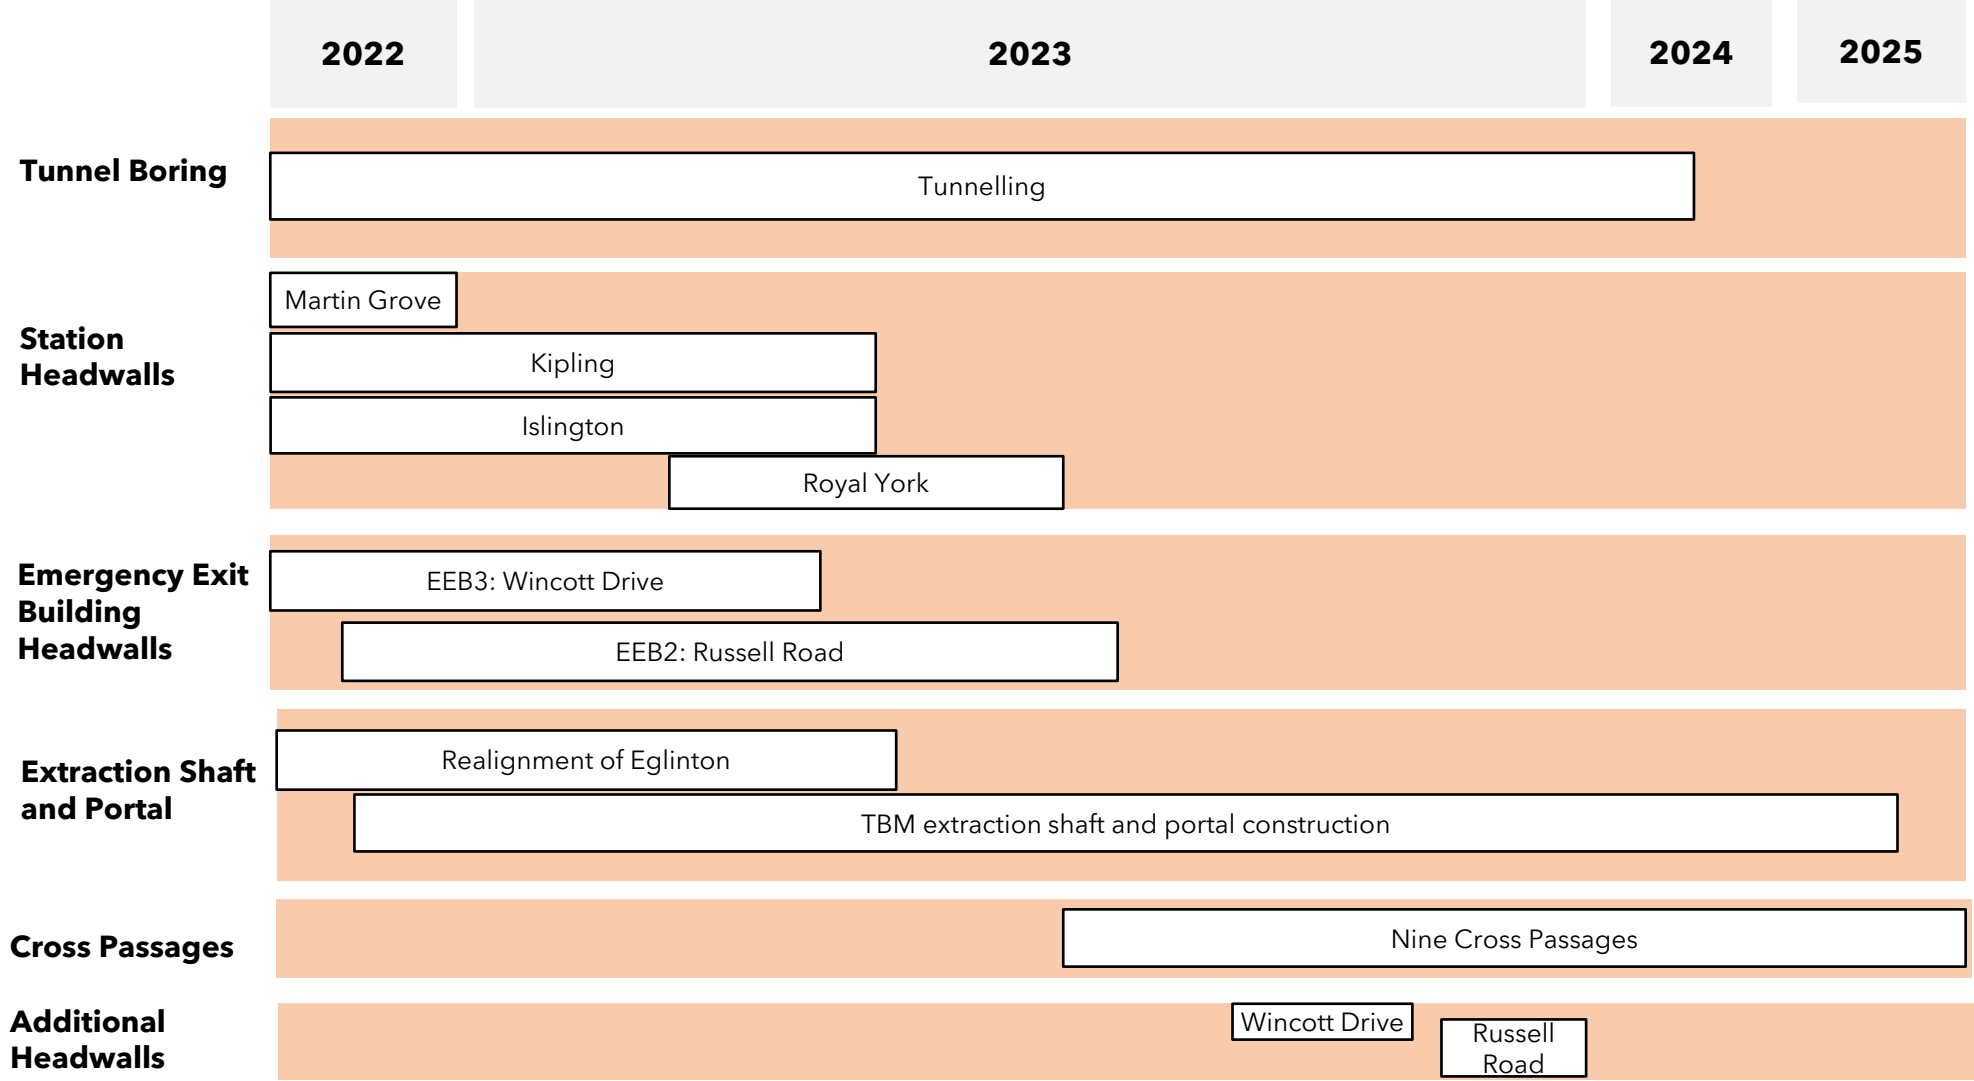 2022
2023
2024
2025
Tunnel Boring
Tunnelling
Station
Headwalls
Martin Grove
Kipling
Islington
Royal York
Emergency Exit
Building
Headwalls
EEB3: Wincott Drive
EEB2: Russell Road
Extraction Shaft
and Portal
Realignment of Eglinton
TBM extraction shaft and portal construction
Cross Passages
Nine Cross Passages
Additional
Headwalls
Wincott Drive
Russell
Road